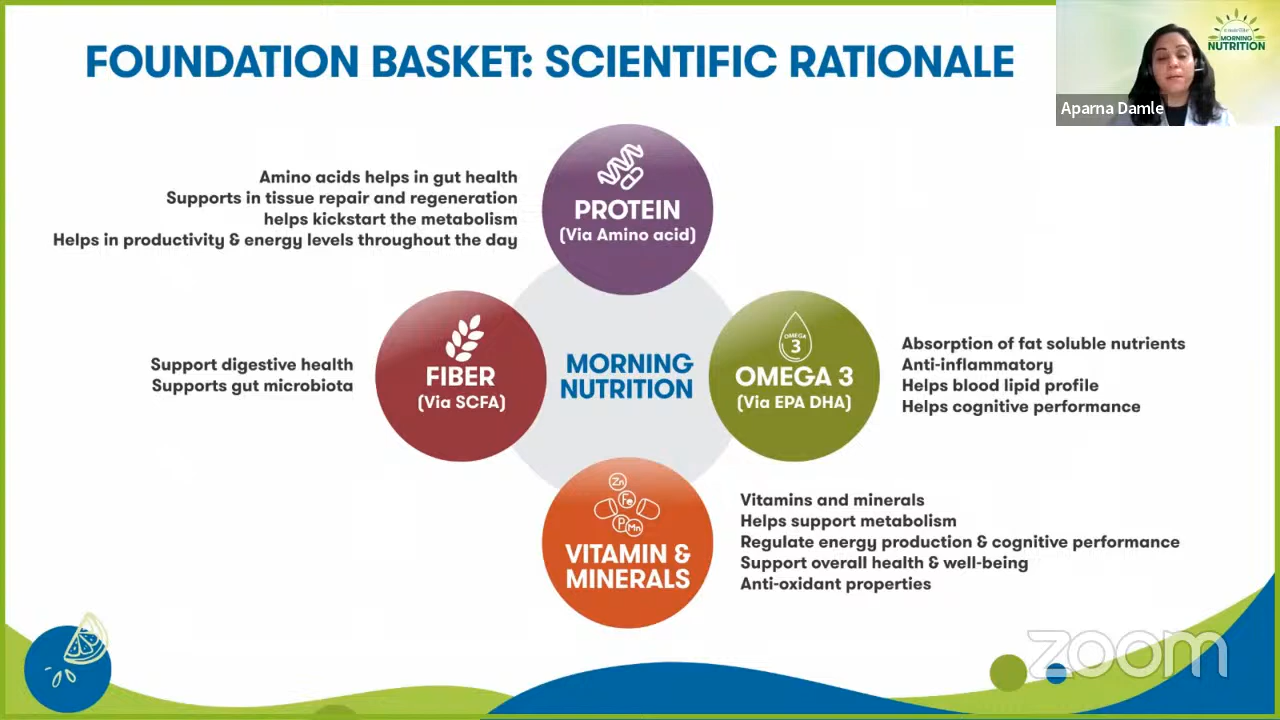 FOUNDATION BASKET: SCIENTIFIC RATIONALE
MORNING
NUTRITION
Aparna Damle
Amino acids helps in gut health
Supports in tissue repair and regeneration
helps kickstart the metabolism
Helps in productivity & energy levels throughout the day
PROTEIN
(Via Amino acid)
Support digestive health
Supports gut microbiota
FIBER
(Via SCFA)
MORNING
NUTRITION
OMEGA
3
OMEGA 3
(Via EPA DHA)
Absorption of fat soluble nutrients
Anti-inflammatory
Helps blood lipid profile
Helps cognitive performance
Zn
Fe
P
Mn
VITAMIN &
MINERALS
Vitamins and minerals
Helps support metabolism
Regulate energy production & cognitive performance
Support overall health & well-being
Anti-oxidant properties
zoom